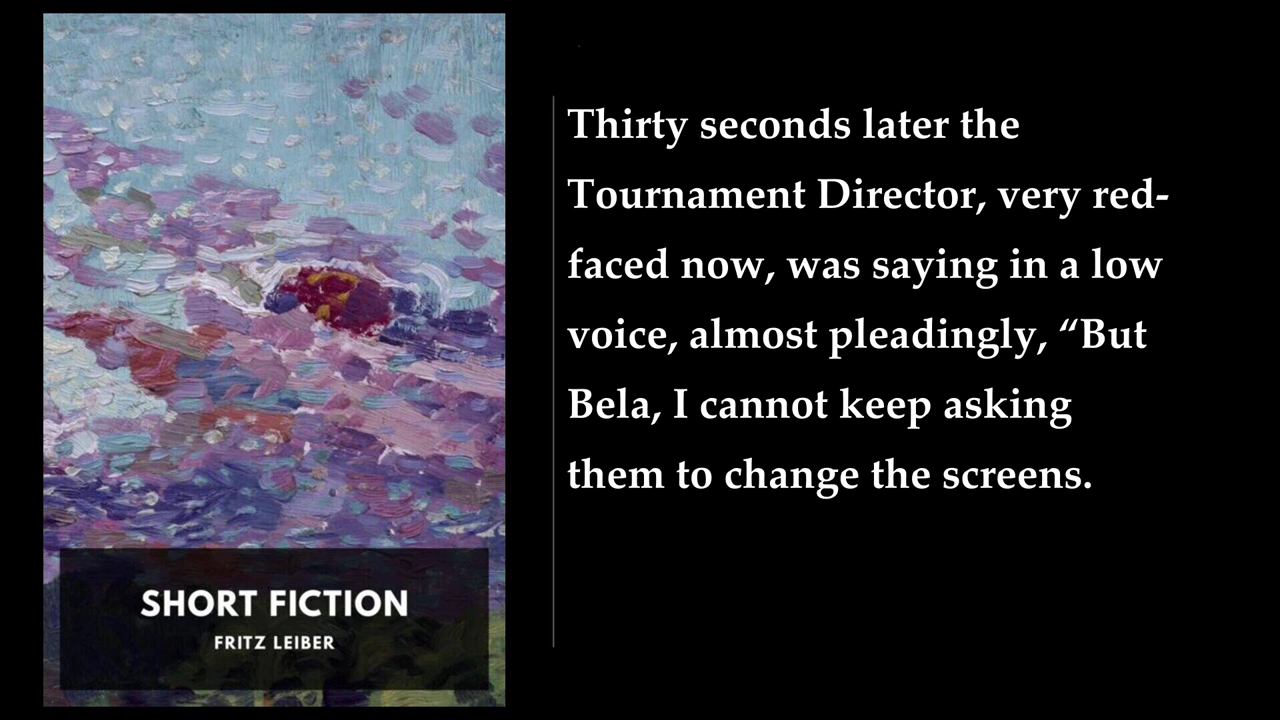 Thirty seconds later the
Tournament Director, very red-
faced now, was saying in a low
voice, almost pleadingly, “But
Bela, I cannot keep asking
them to change the screens.
SHORT FICTION
FRITZ LEIBER